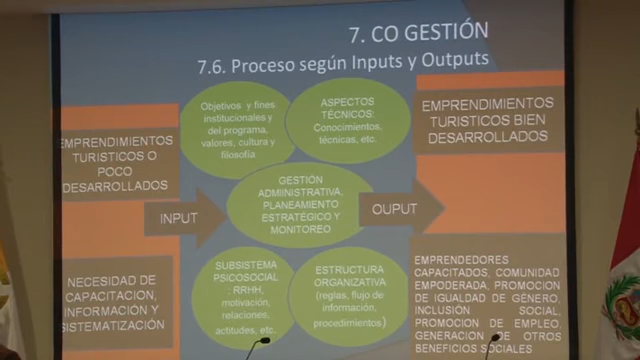 7. CO GESTIÓN
7.6. Proceso según Inputs y Outputs
EMPRENDIMIENTOS
TURISTICOS O
POCO
DESARROLLADOS
Objetivos y fines
institucionales y
del programa,
valores, cultura y
filosofía
ASPECTOS
TÉCNICOS:
Conocimientos,
técnicas, etc.
EMPRENDIMIENTOS
TURISTICOS BIEN
DESARROLLADOS
INPUT
GESTIÓN
ADMINISTRATIVA,
PLANEAMIENTO
ESTRATÉGICO Y
MONITOREO
OUPUT
NECESIDAD DE
CAPACITACION,
INFORMACIÓN Y
SISTEMATIZACIÓN
SUBSISTEMA
PSICOSOCIAL
: RRHH,
motivación,
relaciones,
actitudes, etc.
ESTRUCTURA
ORGANIZATIVA
(reglas, flujo de
información,
procedimientos)
EMPRENDEDORES
CAPACITADOS, COMUNIDAD
EMPODERADA, PROMOCION
DE IGUALDAD DE GÉNERO,
INCLUSIÓN SOCIAL,
PROMOCION DE EMPLEO,
GENERACION DE OTROS
BENEFICIOS SOCIALES